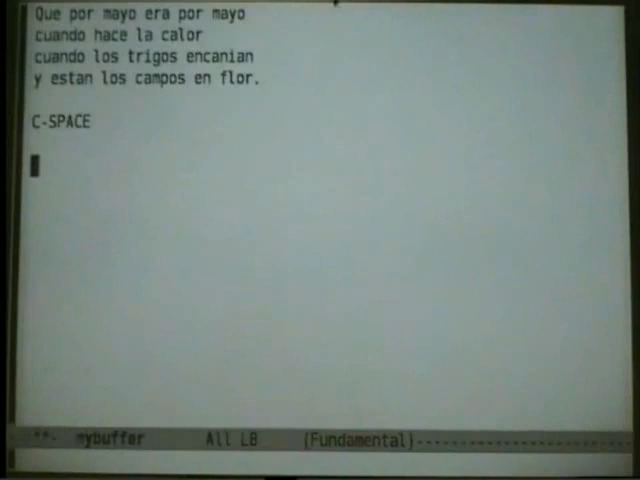 Que por mayo era por mayo
cuando hace la calor
cuando los trigos encanian
y estan los campos en flor.
C-SPACE
**- mybuffer All L8 (Fundamental)--------------------